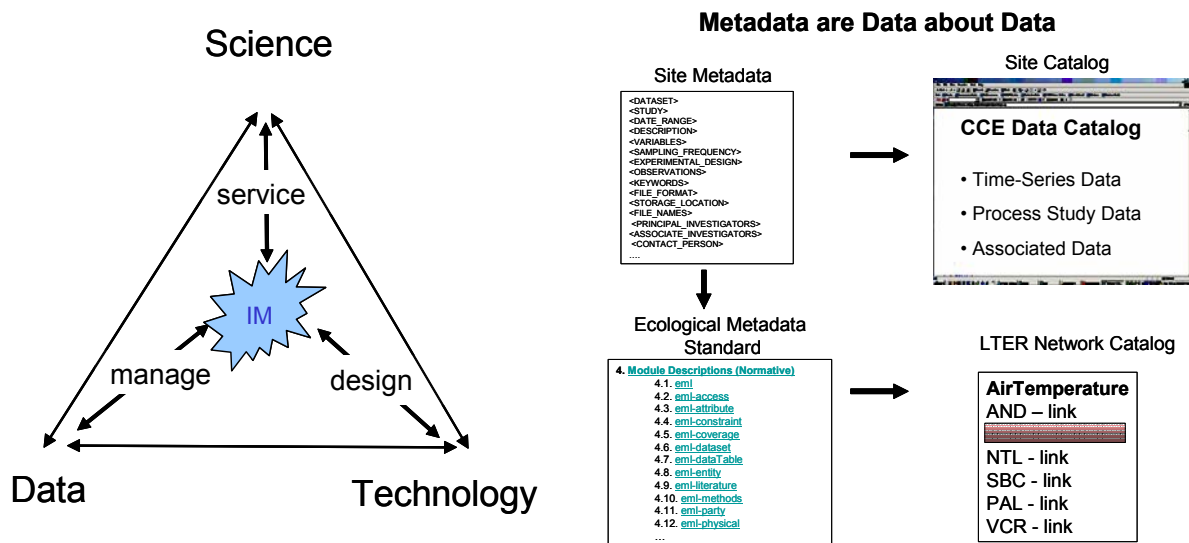 Science
service
IM
manage
design
Data
Technology
Metadata are Data about Data
Site Metadata
<DATASET>
<STUDY>
<DATE_RANGE>
<DESCRIPTION>
<VARIABLES>
<SAMPLING_FREQUENCY>
<EXPERIMENTAL_DESIGN>
<OBSERVATIONS>
<KEYWORDS>
<FILE_FORMAT>
<STORAGE_LOCATION>
<FILE_NAMES>
<PRINCIPAL_INVESTIGATORS>
<ASSOCIATE_INVESTIGATORS>
<CONTACT_PERSON>
....
Site Catalog
CCE Data Catalog
• Time-Series Data
• Process Study Data
• Associated Data
Ecological Metadata
Standard
4. Module Descriptions (Normative)
4.1. eml
4.2. eml-access
4.3. eml-attribute
4.4. eml-constraint
4.5. eml-coverage
4.6. eml-dataset
4.7. eml-dataTable
4.8. eml-entity
4.9. eml-literature
4.10. eml-methods
4.11. eml-party
4.12. eml-physical
...
LTER Network Catalog
AirTemperature
AND – link
NTL - link
SBC - link
PAL - link
VCR - link